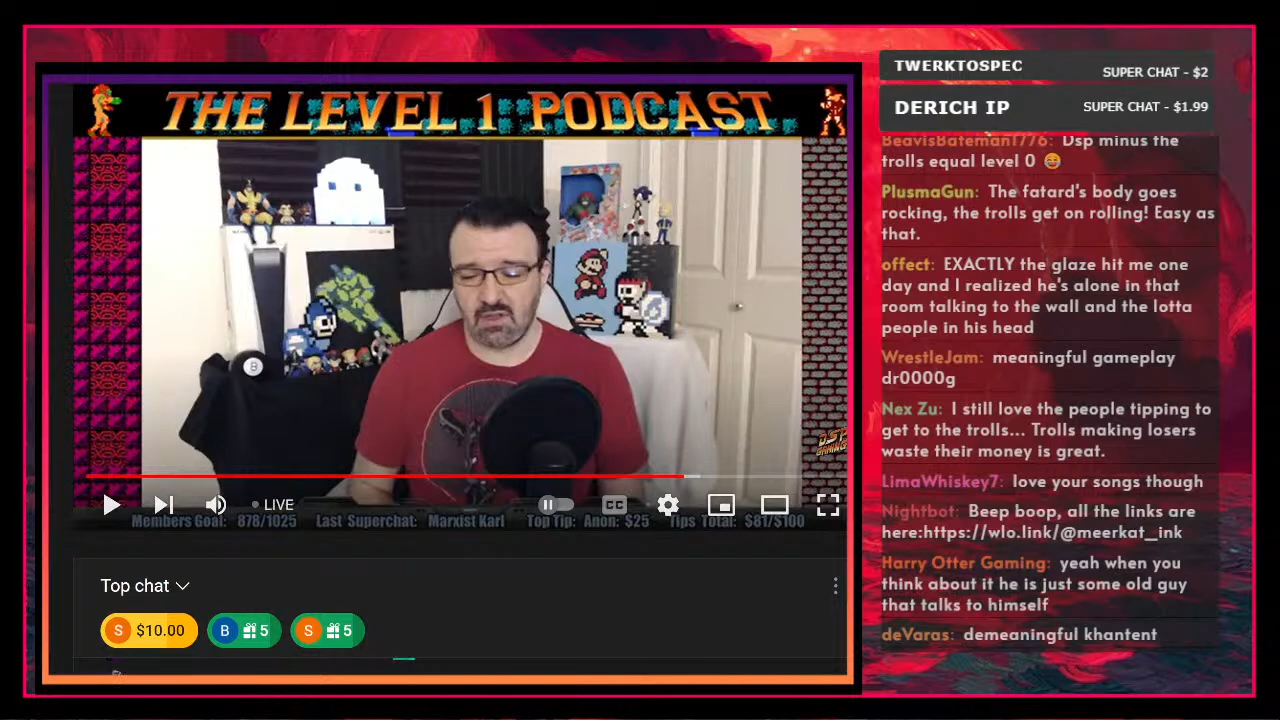 THE LEVEL 1 PODCAST
LIVE
CC
Members Goal: 878/1025 Last Superchat: Marxist Karl Top Tip: Anon: $25 Tips Total: $81/$100
Top chat
S $10.00
B 5
S 5
TWERKTOSPEC
SUPER CHAT - $2
DERICH IP
SUPER CHAT - $1.99
BeavisBateman1776: Dsp minus the
trolls equal level 0
PlusmaGun: The fatard's body goes
rocking, the trolls get on rolling! Easy as
that.
offect: EXACTLY the glaze hit me one
day and I realized he's alone in that
room talking to the wall and the lotta
people in his head
WrestleJam: meaningful gameplay
dr0000g
Nex Zu: I still love the people tipping to
get to the trolls... Trolls making losers
waste their money is great.
LimaWhiskey7: love your songs though
Nightbot: Beep boop, all the links are
here:https://wlo.link/@meerkat_ink
Harry Otter Gaming: yeah when you
think about it he is just some old guy
that talks to himself
deVaras: demeaningful khantent